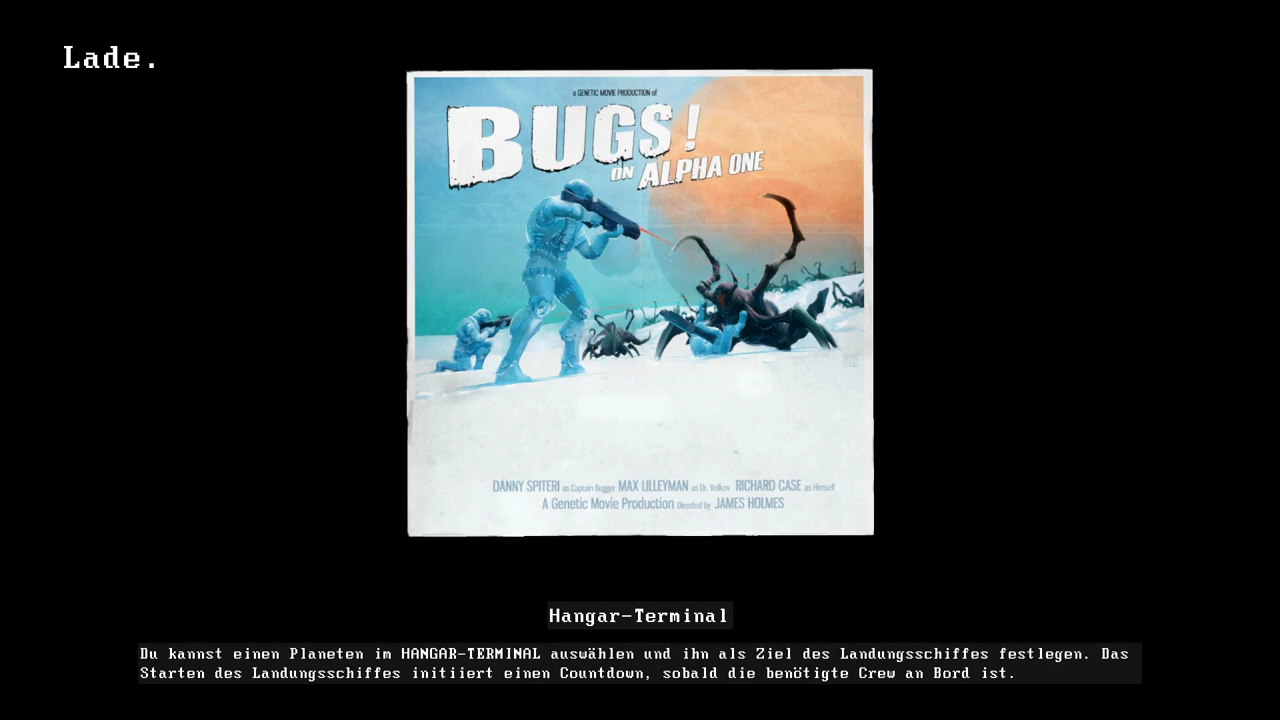 Lade.
a GENETIC MOVIE PRODUCTION of
BUGS!
ON ALPHA ONE
DANNY SPITERI as Captain Bugger MAX LILLEYMAN as Dr. Volkov RICHARD CASE as Himself
A Genetic Movie Production Directed by JAMES HOLMES
Hangar-Terminal
Du kannst einen Planeten im HANGAR-TERMINAL auswählen und ihn als Ziel des Landungsschiffes festlegen. Das
Starten des Landungsschiffes initiiert einen Countdown, sobald die benötigte Crew an Bord ist.